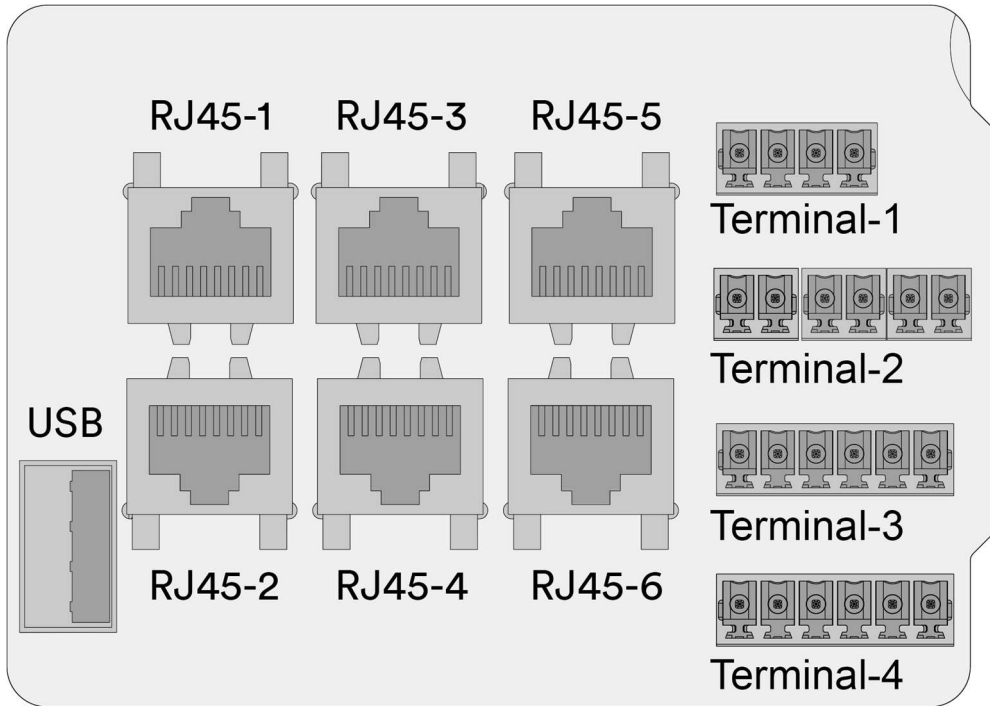 RJ45-1 RJ45-3 RJ45-5
Terminal-1
Terminal-2
USB
Terminal-3
RJ45-2 RJ45-4 RJ45-6
Terminal-4